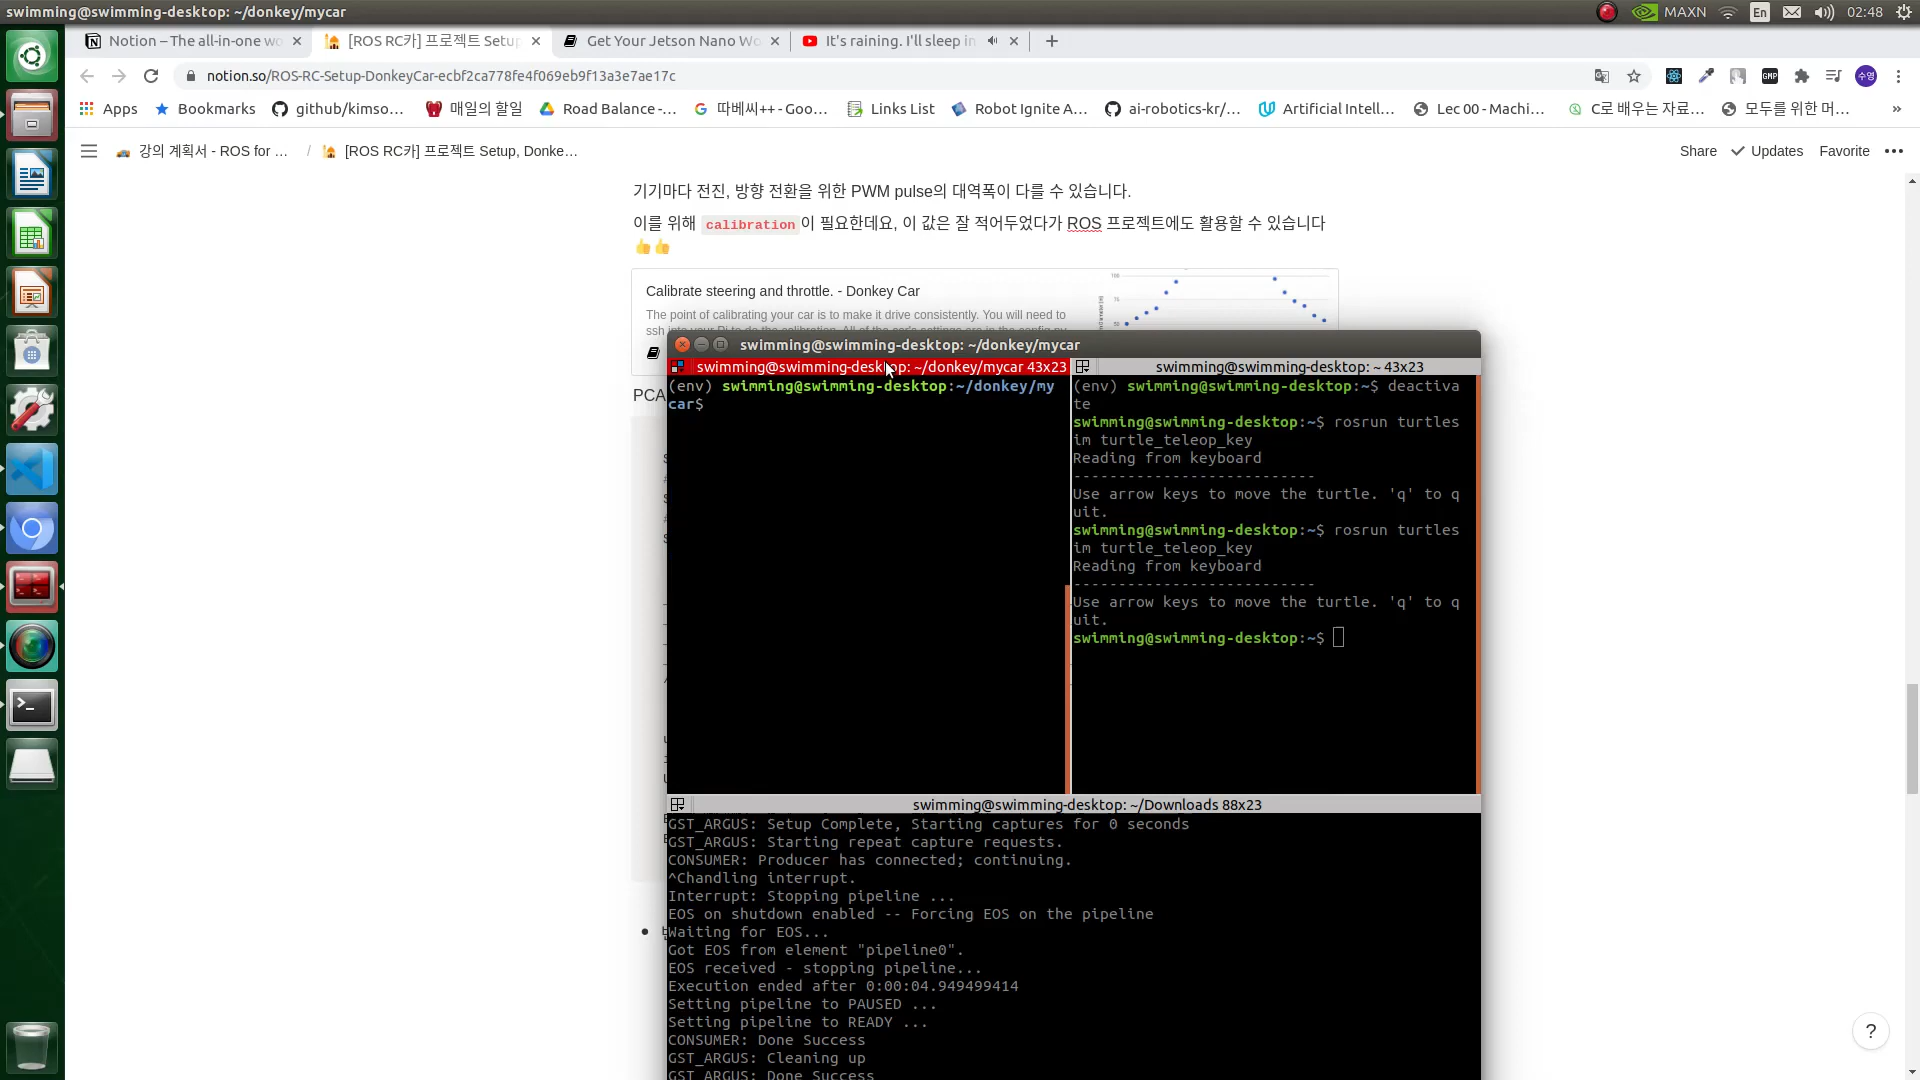 swimming@swimming-desktop: ~/donkey/mycar
MAXN
En
02:48
Notion – The all-in-one wo
[ROS RC카] 프로젝트 Setup
Get Your Jetson Nano Wo
It's raining. I'll sleep in
notion.so/ROS-RC-Setup-DonkeyCar-ecbf2ca778fe4f069eb9f13a3e7ae17c
GMP
수영
Apps
Bookmarks
github/kimso...
매일의 할일
Road Balance -...
따베씨++ - Goo...
Links List
Robot Ignite A...
ai-robotics-kr/...
Artificial Intell...
Lec 00 - Machi...
C로 배우는 자료...
모두를 위한 머...
»
강의 계획서 - ROS for ...
/
[ROS RC카] 프로젝트 Setup, Donke...
Share
Updates
Favorite
기기마다 전진, 방향 전환을 위한 PWM pulse의 대역폭이 다를 수 있습니다.
이를 위해 calibration이 필요한데요, 이 값은 잘 적어두었다가 ROS 프로젝트에도 활용할 수 있습니다
👍👍
Calibrate steering and throttle. - Donkey Car
The point of calibrating your car is to make it drive consistently. You will need to
PCA
swimming@swimming-desktop: ~/donkey/mycar
swimming@swimming-desktop: ~/donkey/mycar 43x23
(env) swimming@swimming-desktop:~/donkey/my
car$
swimming@swimming-desktop: ~ 43x23
(env) swimming@swimming-desktop:~$ deactiva
te
swimming@swimming-desktop:~$ rosrun turtles
im turtle_teleop_key
Reading from keyboard
---------------------------
Use arrow keys to move the turtle. 'q' to q
uit.
swimming@swimming-desktop:~$ rosrun turtles
im turtle_teleop_key
Reading from keyboard
---------------------------
Use arrow keys to move the turtle. 'q' to q
uit.
swimming@swimming-desktop:~$
swimming@swimming-desktop: ~/Downloads 88x23
GST_ARGUS: Setup Complete, Starting captures for 0 seconds
GST_ARGUS: Starting repeat capture requests.
CONSUMER: Producer has connected; continuing.
^Chandling interrupt.
Interrupt: Stopping pipeline ...
EOS on shutdown enabled -- Forcing EOS on the pipeline
Waiting for EOS...
Got EOS from element "pipeline0".
EOS received - stopping pipeline...
Execution ended after 0:00:04.949499414
Setting pipeline to PAUSED ...
Setting pipeline to READY ...
CONSUMER: Done Success
GST_ARGUS: Cleaning up
GST_ARGUS: Done Success
?